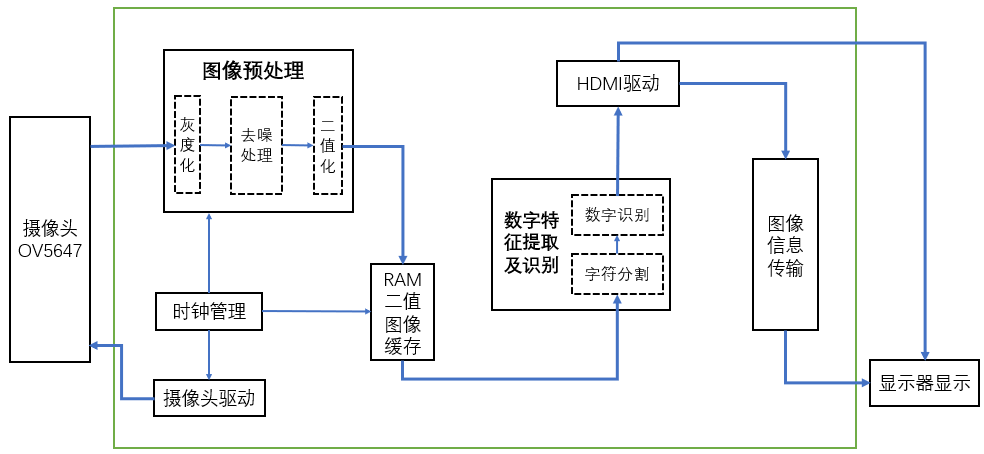 图像预处理
灰
度
化
去噪
处理
二
值
化
摄像头
OV5647
时钟管理
摄像头驱动
RAM
二值
图像
缓存
HDMI驱动
数字特
征提取
及识别
数字识别
字符分割
图像
信息
传输
显示器显示